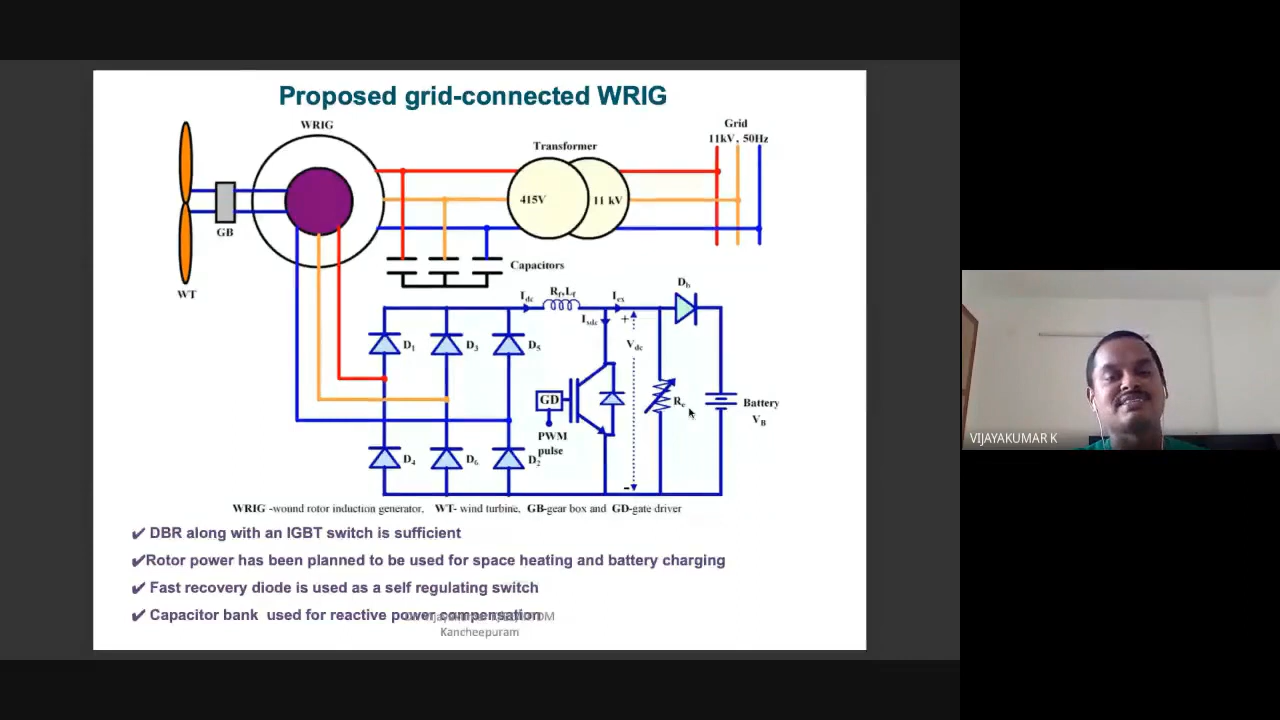 Proposed grid-connected WRIG
WRIG
Grid
11kV, 50Hz
Transformer
415V
11 kV
GB
WT
Capacitors
Idc
Rf,Lf
Iex
Isdc
+
Vdc
Db
D1
D3
D5
GD
PWM
pulse
Re
Battery
VB
D4
D6
D2
-
WRIG -wound rotor induction generator, WT- wind turbine, GB-gear box and GD-gate driver
✔ DBR along with an IGBT switch is sufficient
✔Rotor power has been planned to be used for space heating and battery charging
✔ Fast recovery diode is used as a self regulating switch
✔ Capacitor bank used for reactive power compensation
Kancheepuram
VIJAYAKUMAR K